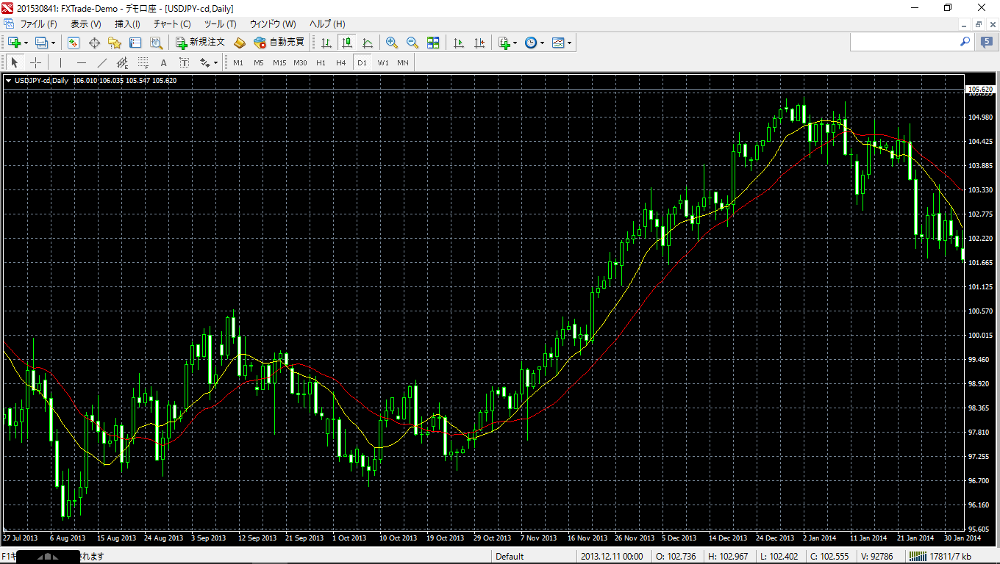 201530841: FXTrade-Demo - デモ口座 - [USDJPY-cd,Daily]
ファイル (F) 表示 (V) 挿入(I) チャート (C) ツール (T) ウィンドウ (W) ヘルプ (H)
新規注文 自動売買 5
A T M1 M5 M15 M30 H1 H4 D1 W1 MN
USDJPY-cd,Daily 106.010 106.035 105.547 105.620
105.620
104.980
104.425
103.885
103.330
102.775
102.220
101.665
101.125
100.570
100.015
99.460
98.920
98.365
97.810
97.255
96.700
96.160
95.605
27 Jul 2013 6 Aug 2013 15 Aug 2013 24 Aug 2013 3 Sep 2013 12 Sep 2013 21 Sep 2013 1 Oct 2013 10 Oct 2013 19 Oct 2013 29 Oct 2013 7 Nov 2013 16 Nov 2013 26 Nov 2013 5 Dec 2013 14 Dec 2013 24 Dec 2013 2 Jan 2014 11 Jan 2014 21 Jan 2014 30 Jan 2014
F1キ れます Default 2013.12.11 00:00 O: 102.736 H: 102.967 L: 102.402 C: 102.555 V: 92786 17811/7 kb